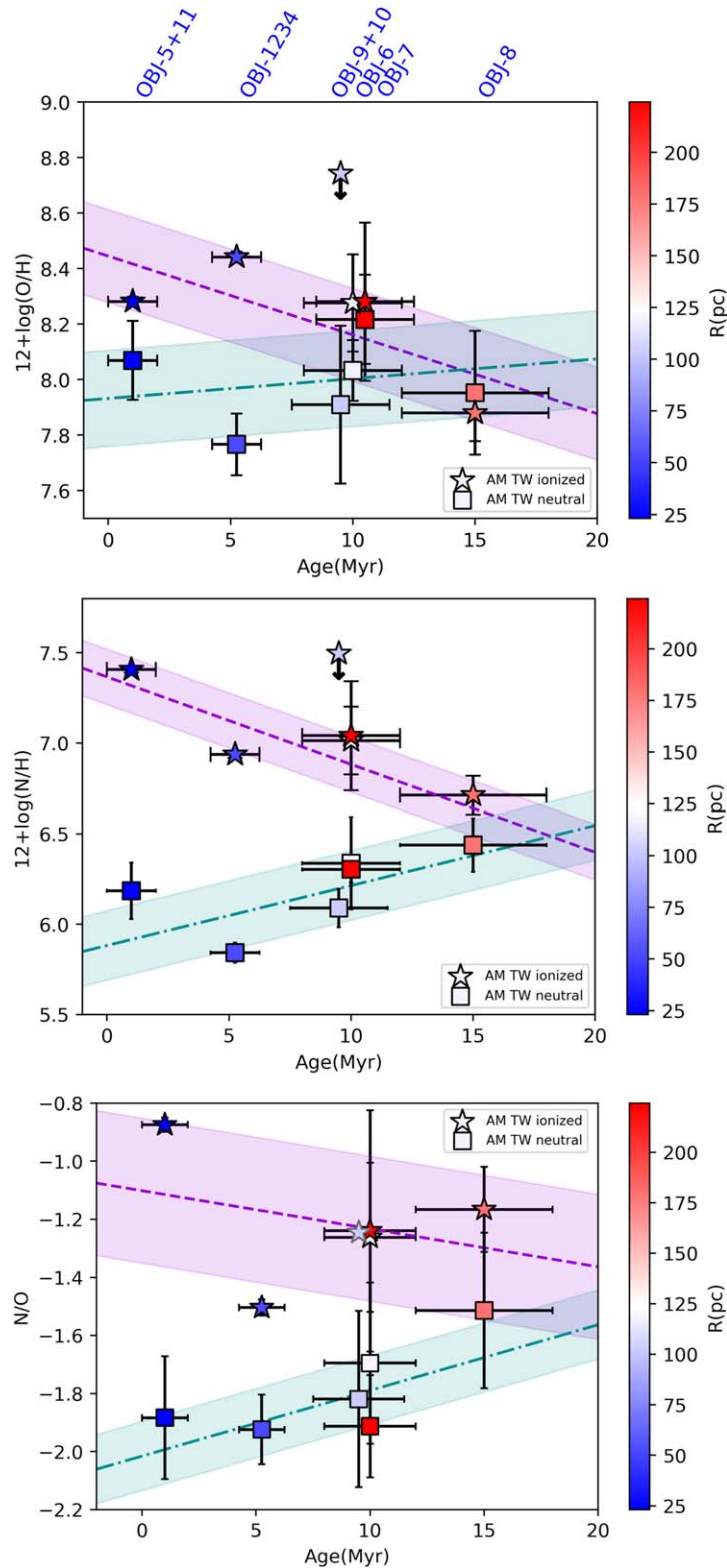 OBJ-5+11
OBJ-1234
OBJ-9+10
OBJ-6
OBJ-7
OBJ-8
9.0
8.8
8.6
8.4
8.2
8.0
7.8
7.6
12+log(O/H)
0 5 10 15 20
Age(Myr)
AM TW ionized
AM TW neutral
200
175
150
125
100
75
50
25
R(pc)
7.5
7.0
6.5
6.0
5.5
12+log(N/H)
0 5 10 15 20
Age(Myr)
AM TW ionized
AM TW neutral
200
175
150
125
100
75
50
25
R(pc)
−0.8
−1.0
−1.2
−1.4
−1.6
−1.8
−2.0
−2.2
N/O
0 5 10 15 20
Age(Myr)
AM TW ionized
AM TW neutral
200
175
150
125
100
75
50
25
R(pc)